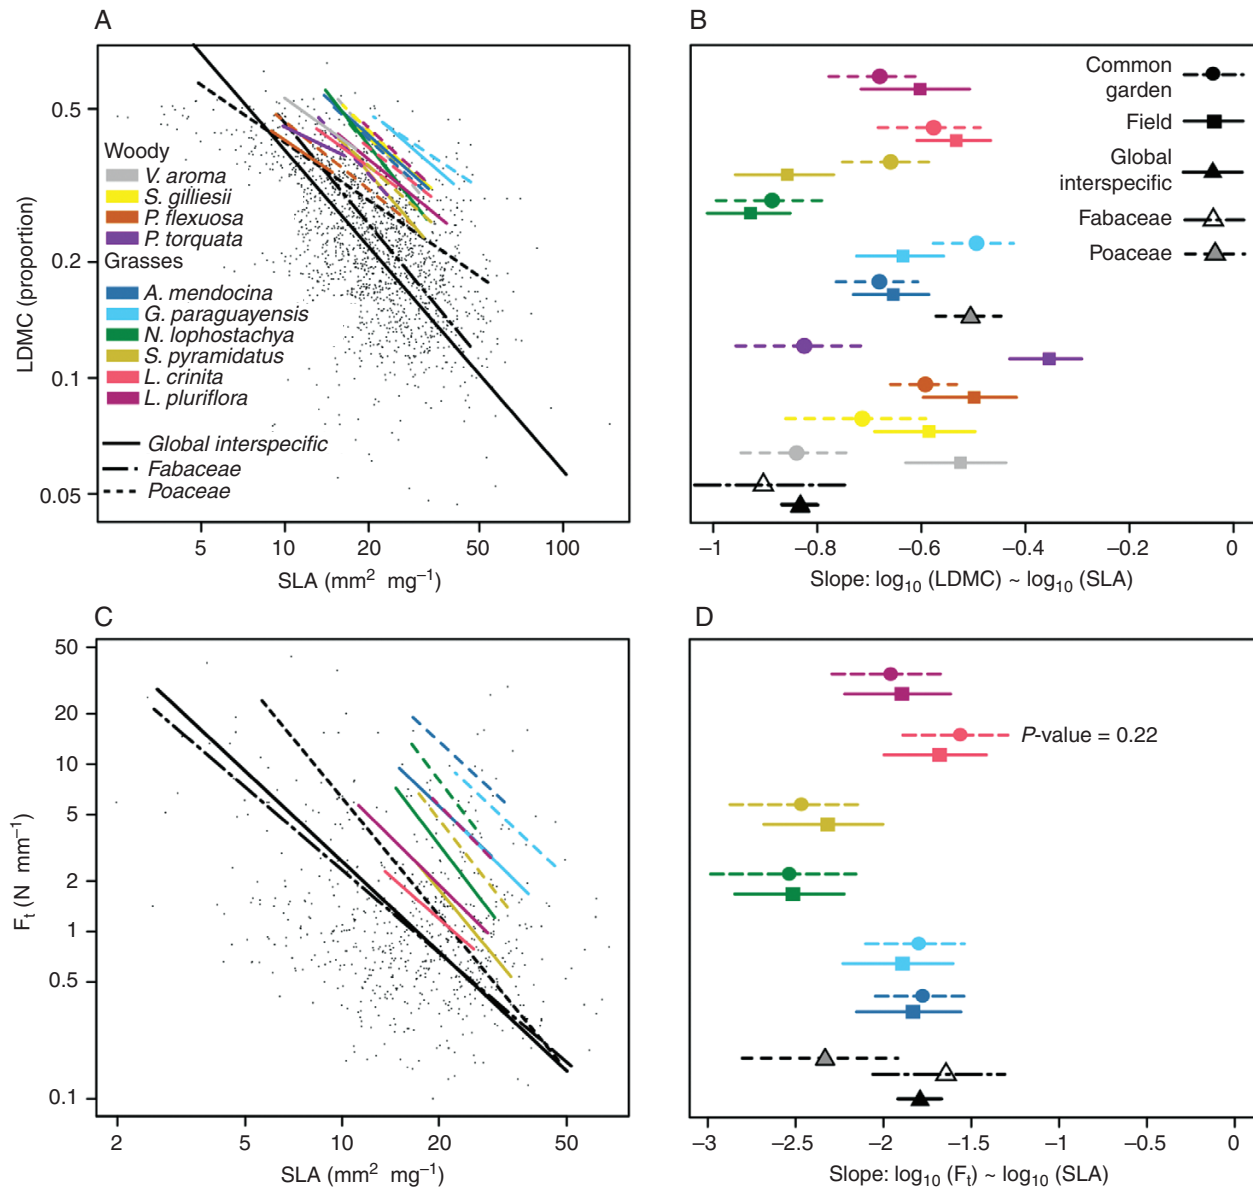 A
LDMC (proportion)
0.5
0.2
0.1
0.05
Woody
V. aroma
S. gilliesii
P. flexuosa
P. torquata
Grasses
A. mendocina
G. paraguayensis
N. lophostachya
S. pyramidatus
L. crinita
L. pluriflora
Global interspecific
Fabaceae
Poaceae
5 10 20 50 100
SLA (mm² mg⁻¹)
B
Common
garden
Field
Global
interspecific
Fabaceae
Poaceae
−1 −0.8 −0.6 −0.4 −0.2 0
Slope: log₁₀ (LDMC) ~ log₁₀ (SLA)
C
Fₜ (N mm⁻¹)
50
20
10
5
2
1
0.5
0.1
2 5 10 20 50
SLA (mm² mg⁻¹)
D
P-value = 0.22
−3 −2.5 −2 −1.5 −1 −0.5 0
Slope: log₁₀ (Fₜ) ~ log₁₀ (SLA)